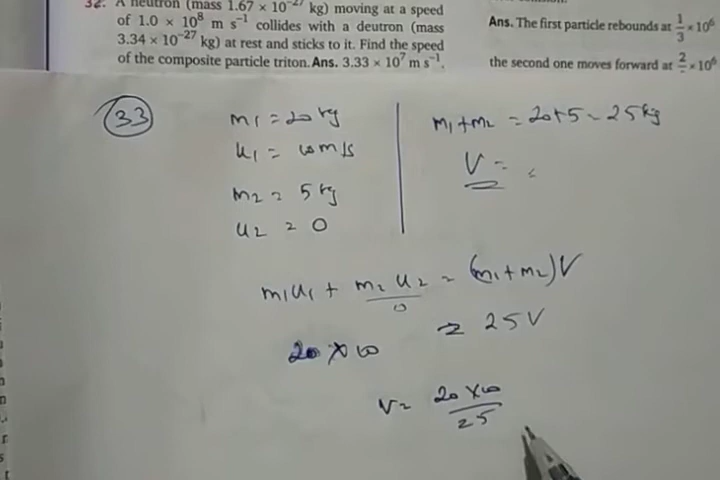 32. A neutron (mass 1.67 × 10⁻²⁷ kg) moving at a speed
of 1.0 × 10⁸ m s⁻¹ collides with a deutron (mass
3.34 × 10⁻²⁷ kg) at rest and sticks to it. Find the speed
of the composite particle triton. Ans. 3.33 × 10⁷ m s⁻¹.
Ans. The first particle rebounds at 1/3 × 10⁶
the second one moves forward at 2/ × 10⁶
33
m₁ = 20 kg
u₁ = 10 m/s
m₂ = 5 kg
u₂ = 0
m₁+m₂ = 20+5 = 25 kg
V =
m₁u₁ + m₂u₂ = (m₁+m₂)V
0
20 × 10 = 25 V
V = 20 × 10 / 25